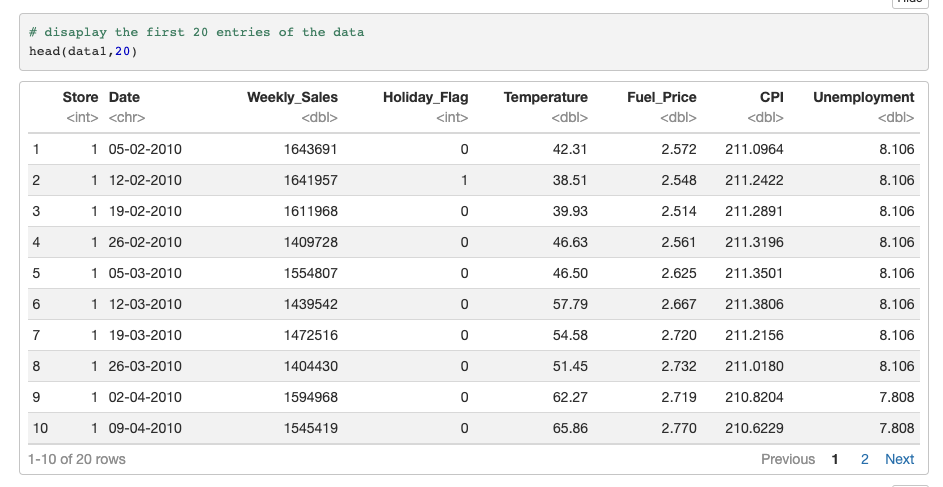 # disaplay the first 20 entries of the data
head(data1,20)
Store Date Weekly_Sales Holiday_Flag Temperature Fuel_Price CPI Unemployment
<int> <chr> <dbl> <int> <dbl> <dbl> <dbl> <dbl>
1 1 05-02-2010 1643691 0 42.31 2.572 211.0964 8.106
2 1 12-02-2010 1641957 1 38.51 2.548 211.2422 8.106
3 1 19-02-2010 1611968 0 39.93 2.514 211.2891 8.106
4 1 26-02-2010 1409728 0 46.63 2.561 211.3196 8.106
5 1 05-03-2010 1554807 0 46.50 2.625 211.3501 8.106
6 1 12-03-2010 1439542 0 57.79 2.667 211.3806 8.106
7 1 19-03-2010 1472516 0 54.58 2.720 211.2156 8.106
8 1 26-03-2010 1404430 0 51.45 2.732 211.0180 8.106
9 1 02-04-2010 1594968 0 62.27 2.719 210.8204 7.808
10 1 09-04-2010 1545419 0 65.86 2.770 210.6229 7.808
1-10 of 20 rows Previous 1 2 Next